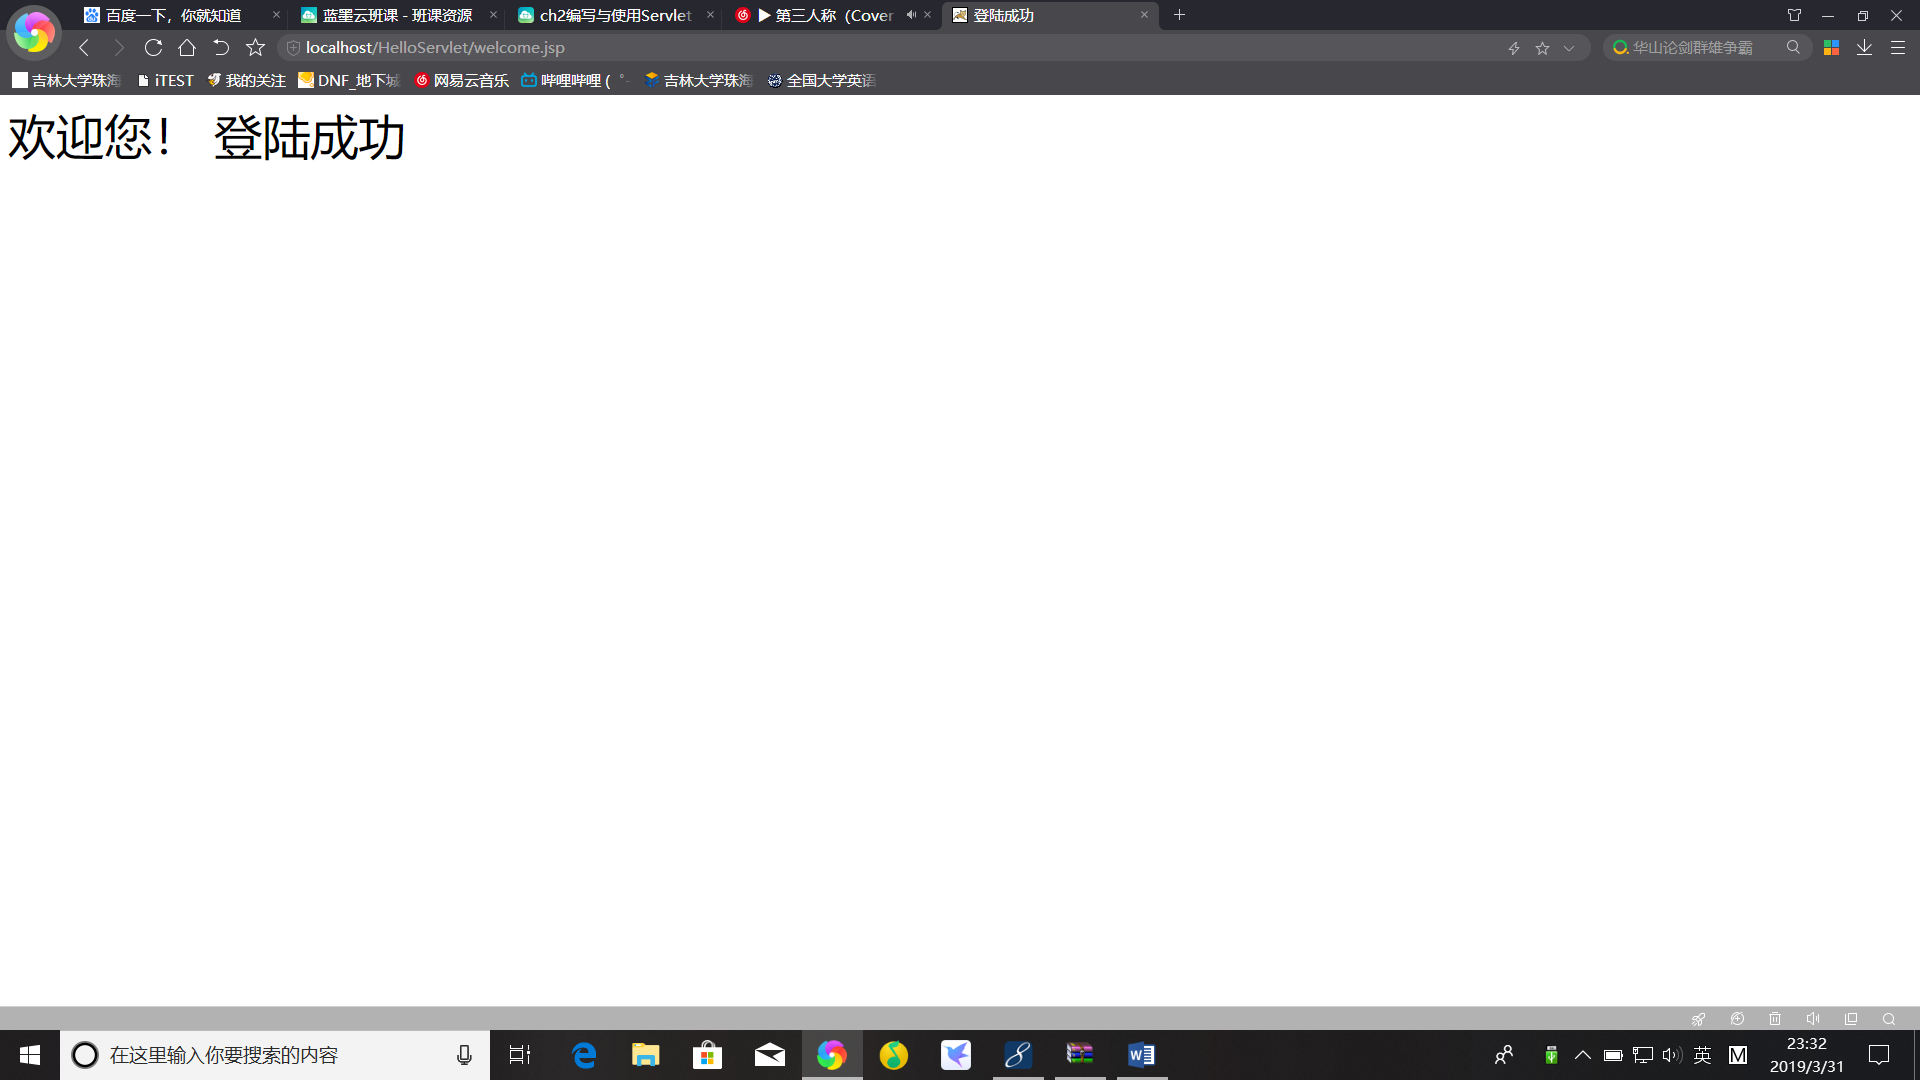 百度一下，你就知道
蓝墨云班课 - 班课资源
ch2编写与使用Servlet
▶ 第三人称（Cover
登陆成功
localhost/HelloServlet/welcome.jsp
华山论剑群雄争霸
吉林大学珠海
iTEST
我的关注
DNF_地下城
网易云音乐
哔哩哔哩 ( ゜-
吉林大学珠海
全国大学英语
欢迎您！ 登陆成功
在这里输入你要搜索的内容
英
M
23:32
2019/3/31